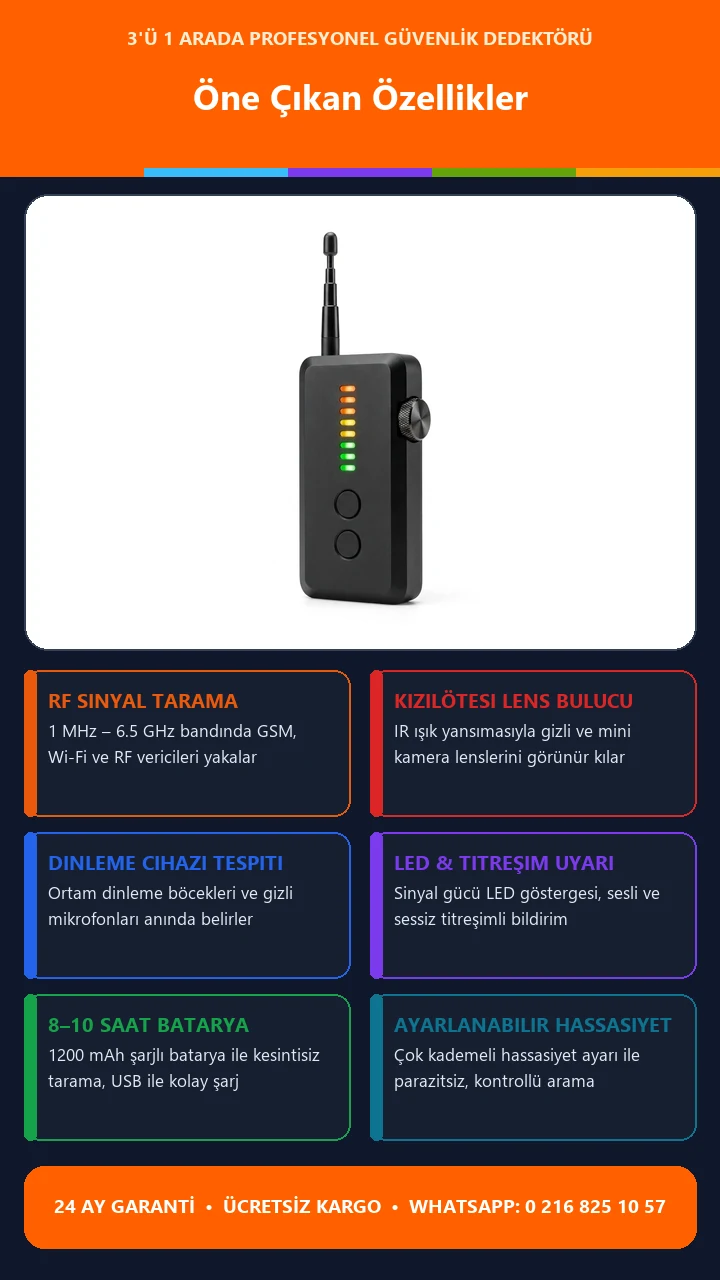 3'Ü 1 ARADA PROFESYONEL GÜVENLİK DEDEKTÖRÜ
Öne Çıkan Özellikler
RF SINYAL TARAMA
1 MHz – 6.5 GHz bandında GSM,
Wi-Fi ve RF vericileri yakalar
KIZILÖTESI LENS BULUCU
IR ışık yansımasıyla gizli ve mini
kamera lenslerini görünür kılar
DINLEME CIHAZI TESPITI
Ortam dinleme böcekleri ve gizli
mikrofonları anında belirler
LED & TITREŞIM UYARI
Sinyal gücü LED göstergesi, sesli ve
sessiz titreşimli bildirim
8–10 SAAT BATARYA
1200 mAh şarjlı batarya ile kesintisiz
tarama, USB ile kolay şarj
AYARLANABILIR HASSASIYET
Çok kademeli hassasiyet ayarı ile
parazitsiz, kontrollü arama
24 AY GARANTİ • ÜCRETSİZ KARGO • WHATSAPP: 0 216 825 10 57